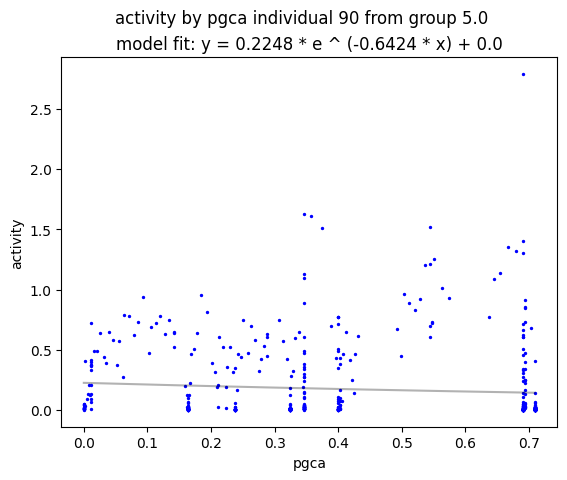 activity by pgca individual 90 from group 5.0
model fit: y = 0.2248 * e ^ (-0.6424 * x) + 0.0
2.5
2.0
1.5
1.0
0.5
0.0
activity
0.0 0.1 0.2 0.3 0.4 0.5 0.6 0.7
pgca